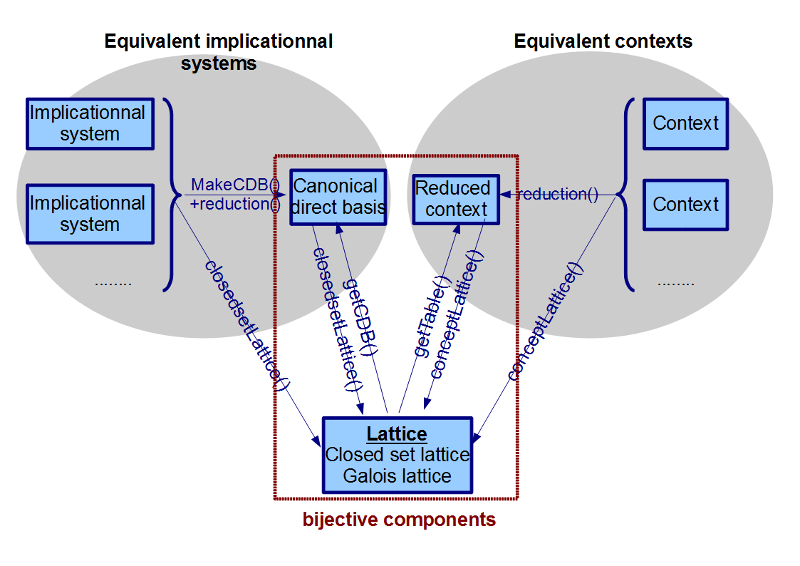 Equivalent implicationnal
systems
Equivalent contexts
Implicationnal
system
Implicationnal
system
........
MakeCDB()
+reduction()
Canonical
direct basis
Reduced
context
reduction()
Context
Context
........
closedsetLattice()
closedsetLattice()
getCDB()
getTable()
conceptLattice()
conceptLattice()
Lattice
Closed set lattice
Galois lattice
bijective components